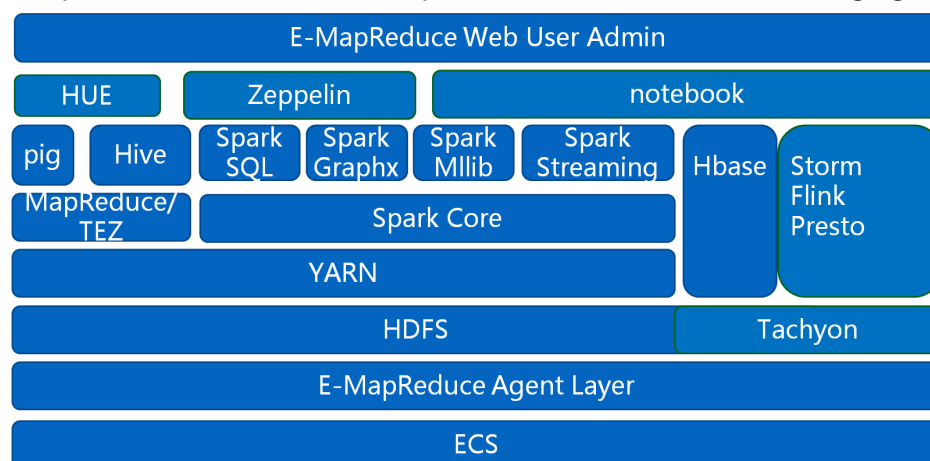 E-MapReduce Web User Admin
HUE
Zeppelin
notebook
pig
Hive
Spark
SQL
Spark
Graphx
Spark
Mllib
Spark
Streaming
Hbase
Storm
Flink
Presto
MapReduce/
TEZ
Spark Core
YARN
HDFS
Tachyon
E-MapReduce Agent Layer
ECS